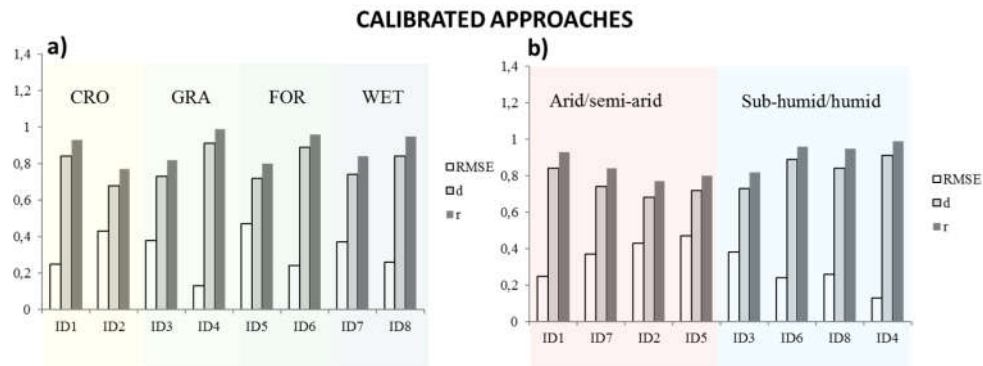 CALIBRATED APPROACHES
a)
1,4
1,2
1
0,8
0,6
0,4
0,2
0
CRO GRA FOR WET
ID1 ID2 ID3 ID4 ID5 ID6 ID7 ID8
RMSE
d
r
b)
1,4
1,2
1
0,8
0,6
0,4
0,2
0
Arid/semi-arid Sub-humid/humid
ID1 ID7 ID2 ID5 ID3 ID6 ID8 ID4
RMSE
d
r